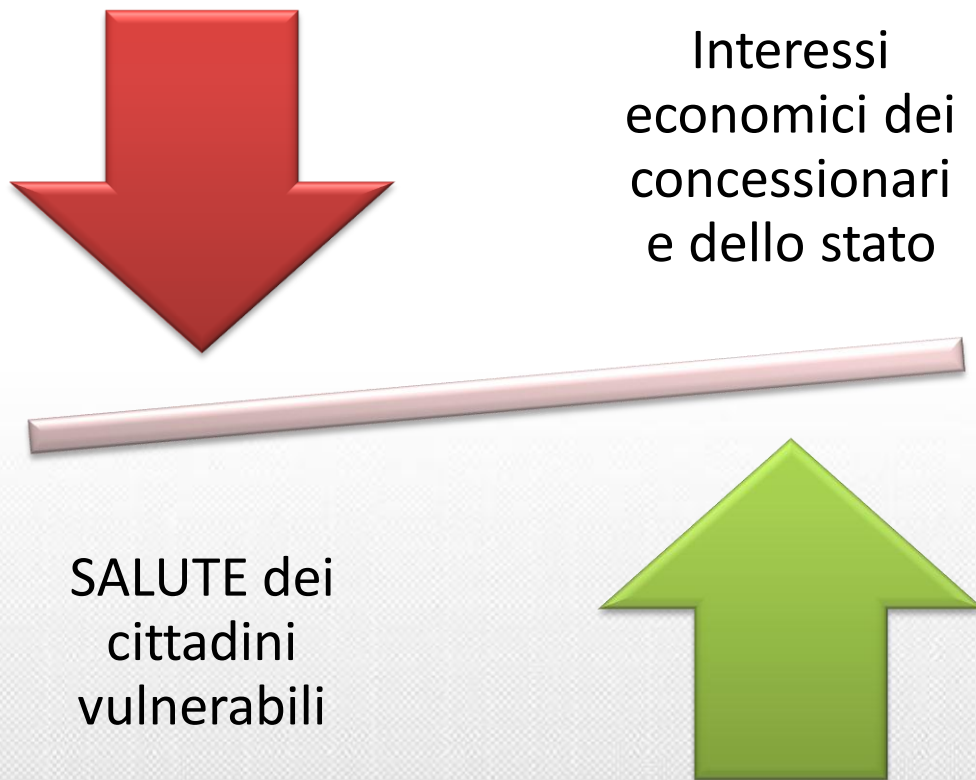 Interessi
economici dei
concessionari
e dello stato
SALUTE dei
cittadini
vulnerabili